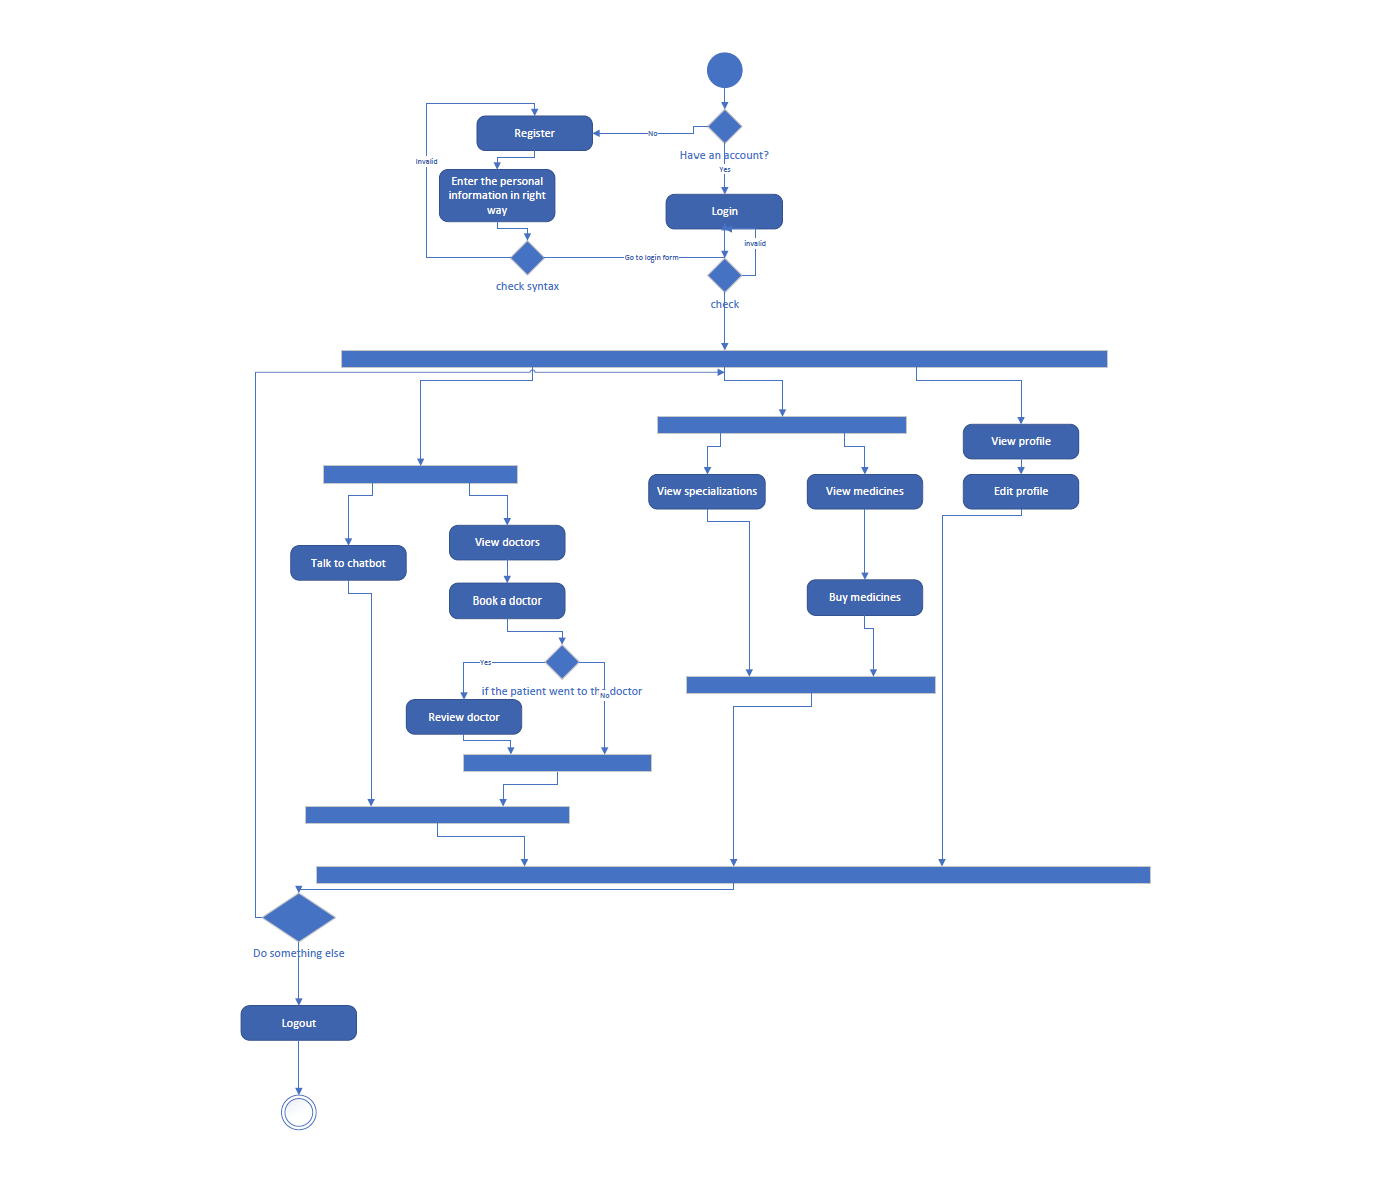 Have an account?
No
Yes
Register
Invalid
Enter the personal
information in right
way
check syntax
Go to login form
Login
invalid
check
View profile
Edit profile
View specializations
View medicines
Buy medicines
Talk to chatbot
View doctors
Book a doctor
Yes
if the patient went to th doctor
No
Review doctor
Do something else
Logout